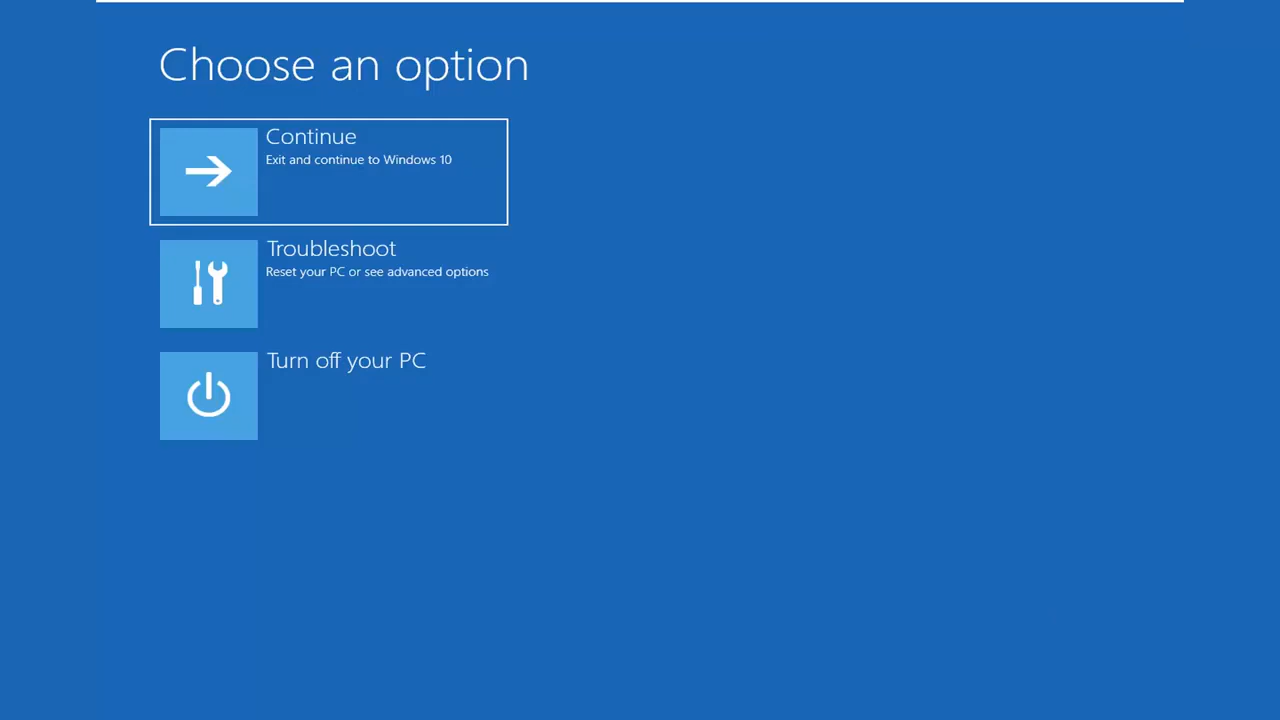 Choose an option
Continue
Exit and continue to Windows 10
Troubleshoot
Reset your PC or see advanced options
Turn off your PC